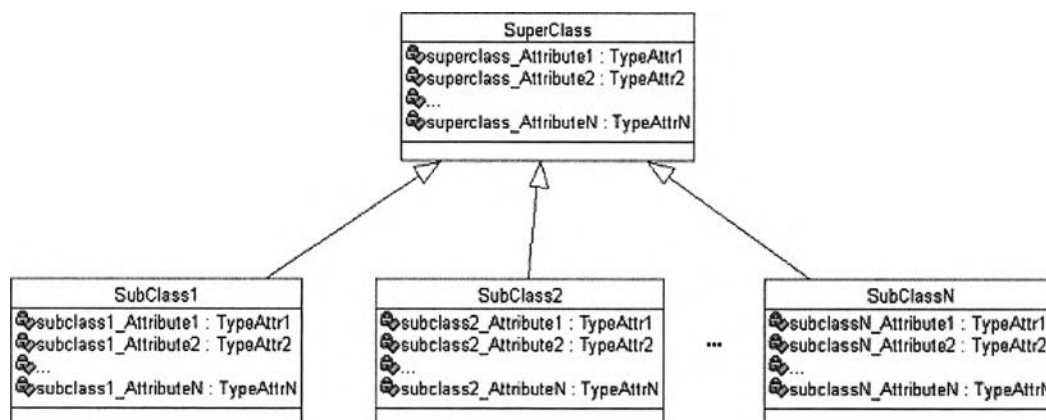 SuperClass
superclass_Attribute1 : TypeAttr1
superclass_Attribute2 : TypeAttr2
...
superclass_AttributeN : TypeAttrN
SubClass1
subclass1_Attribute1 : TypeAttr1
subclass1_Attribute2 : TypeAttr2
...
subclass1_AttributeN : TypeAttrN
SubClass2
subclass2_Attribute1 : TypeAttr1
subclass2_Attribute2 : TypeAttr2
...
subclass2_AttributeN : TypeAttrN
...
SubClassN
subclassN_Attribute1 : TypeAttr1
subclassN_Attribute2 : TypeAttr2
...
subclassN_AttributeN : TypeAttrN